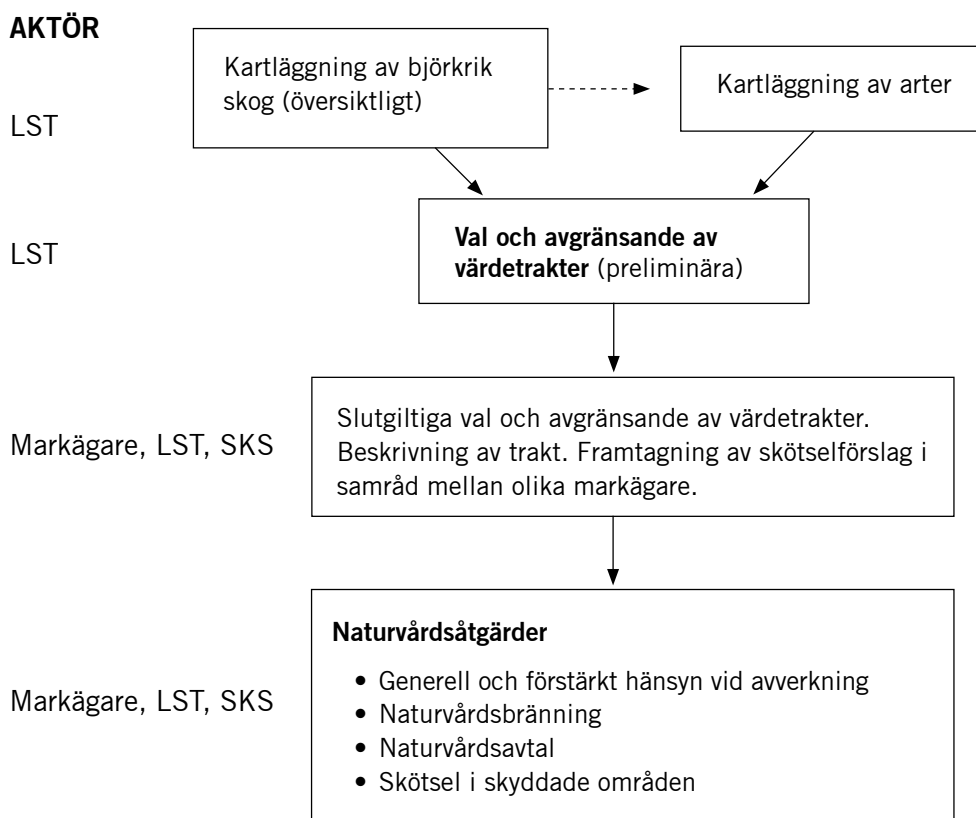 AKTÖR
Kartläggning av björkrik
skog (översiktligt)
Kartläggning av arter
LST
LST
Val och avgränsande av
värdetrakter (preliminära)
Markägare, LST, SKS
Slutgiltiga val och avgränsande av värdetrakter.
Beskrivning av trakt. Framtagning av skötselförslag i
samråd mellan olika markägare.
Markägare, LST, SKS
Naturvårdsåtgärder
• Generell och förstärkt hänsyn vid avverkning
• Naturvårdsbränning
• Naturvårdsavtal
• Skötsel i skyddade områden